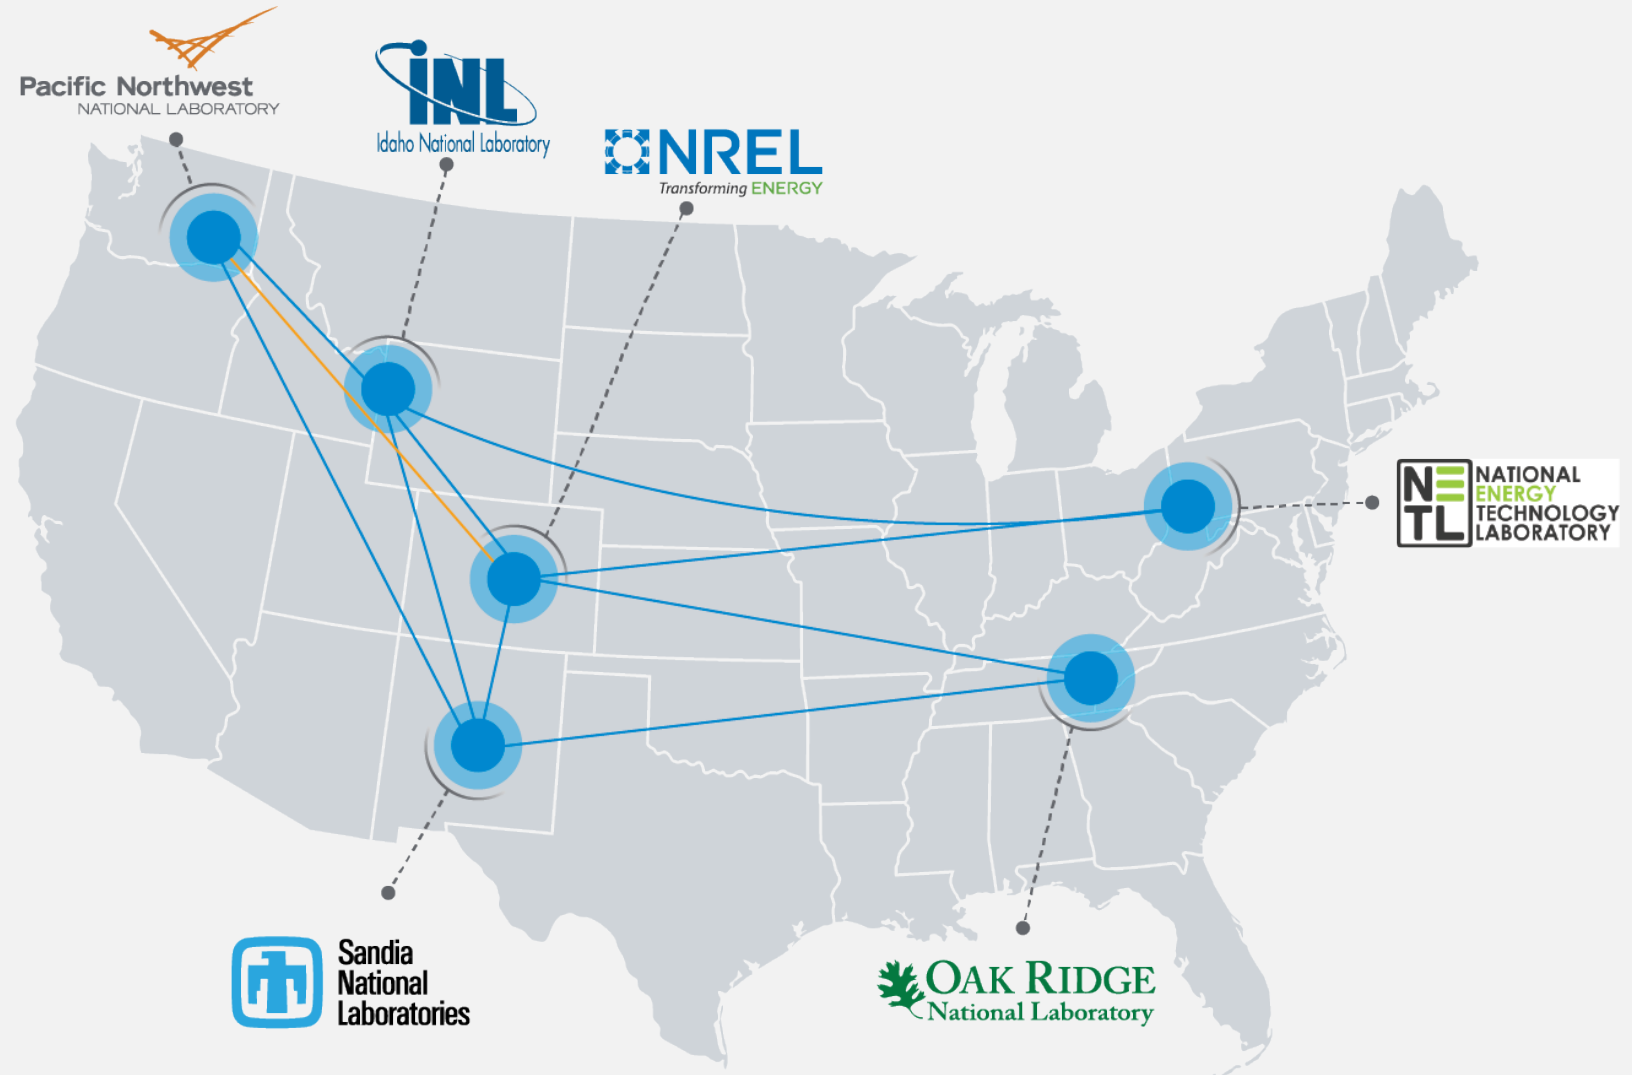 Pacific Northwest
NATIONAL LABORATORY
INL
Idaho National Laboratory
NREL
Transforming ENERGY
NETL
NATIONAL
ENERGY
TECHNOLOGY
LABORATORY
Sandia
National
Laboratories
OAK RIDGE
National Laboratory